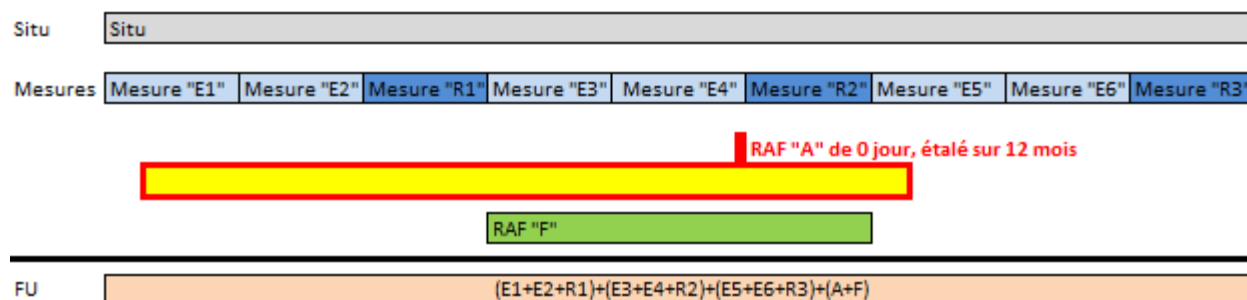 Situ Situ
Mesures Mesure "E1" Mesure "E2" Mesure "R1" Mesure "E3" Mesure "E4" Mesure "R2" Mesure "E5" Mesure "E6" Mesure "R3"
RAF "A" de 0 jour, étalé sur 12 mois
RAF "F"
FU (E1+E2+R1)+(E3+E4+R2)+(E5+E6+R3)+(A+F)